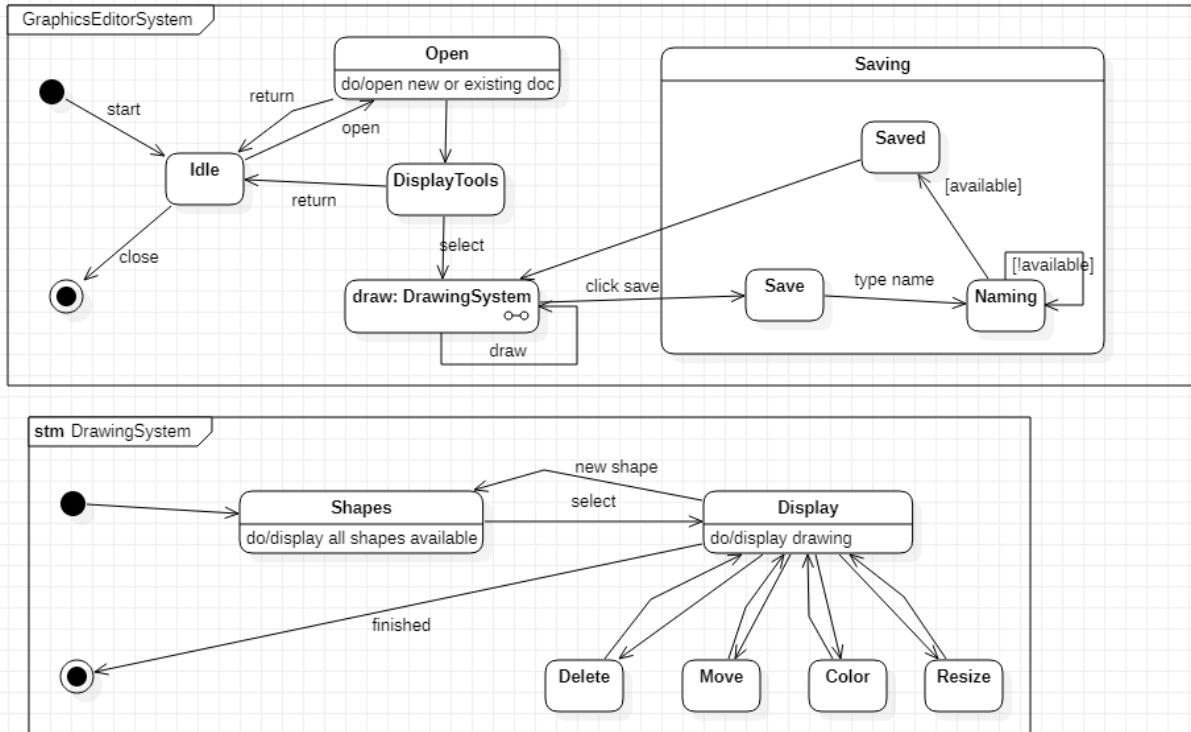 GraphicsEditorSystem
Open
do/open new or existing doc
Saving
start
return
open
Idle
DisplayTools
return
Saved
[available]
select
close
draw: DrawingSystem
click save
Save
type name
[!available]
Naming
draw
stm DrawingSystem
new shape
Shapes
do/display all shapes available
select
Display
do/display drawing
finished
Delete
Move
Color
Resize